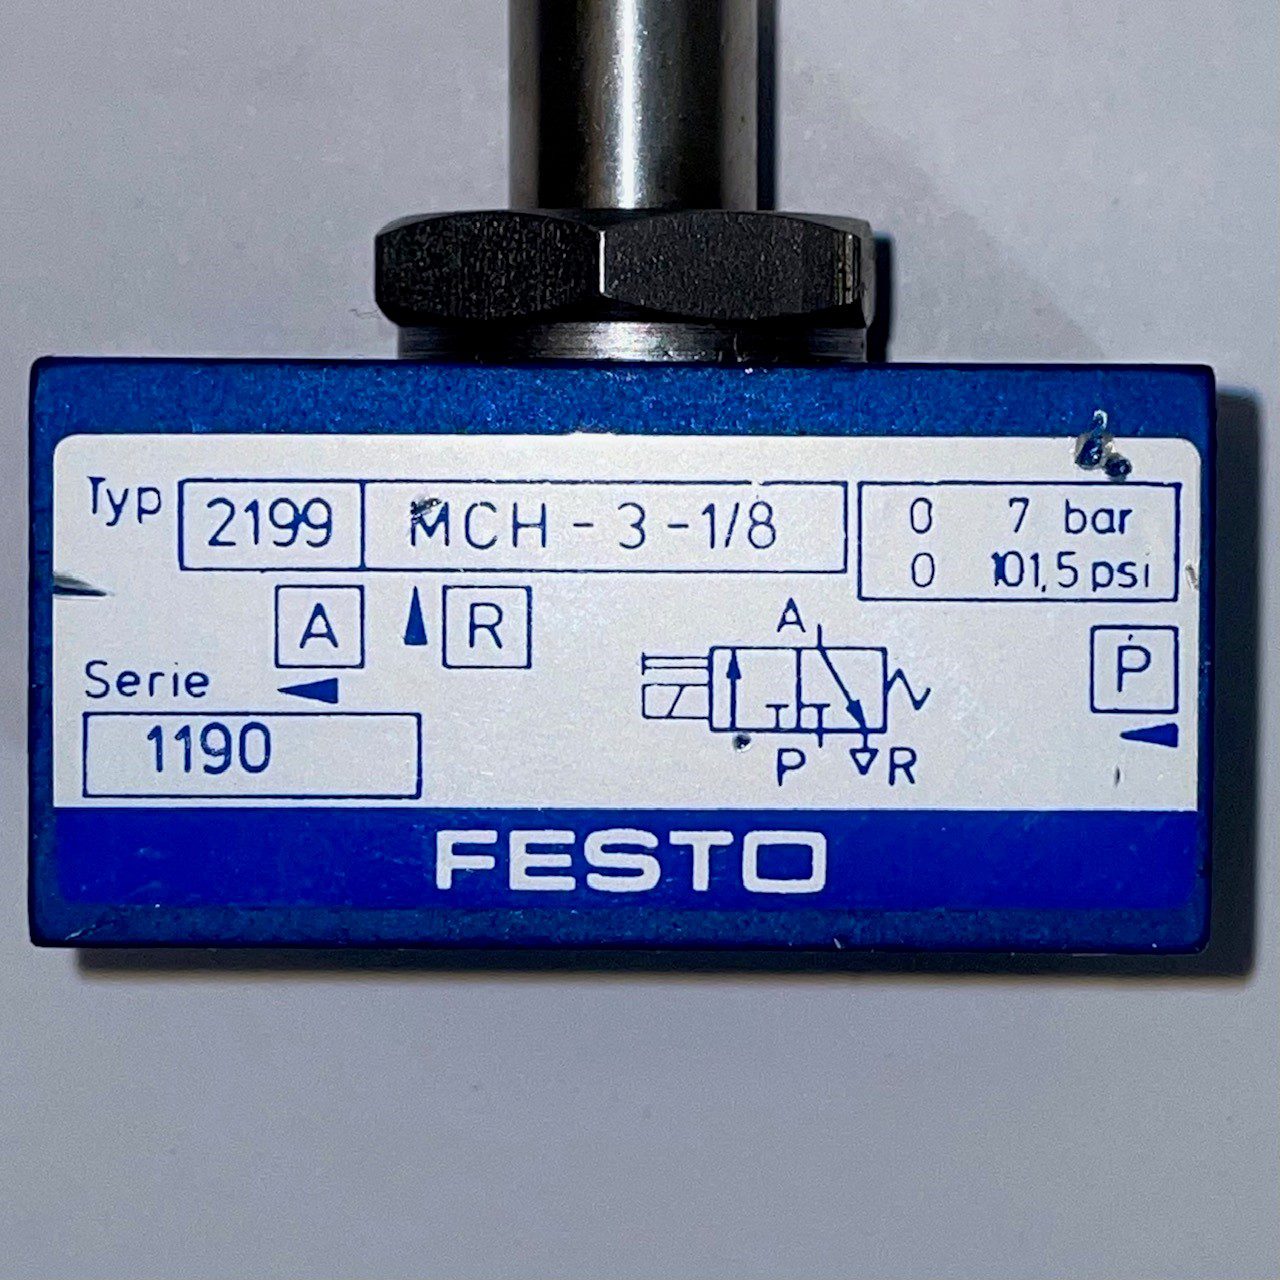 Typ 2199 MCH - 3 - 1/8
0 7 bar
0 101,5 psi
A R
A
P
Serie
1190
P R
FESTO